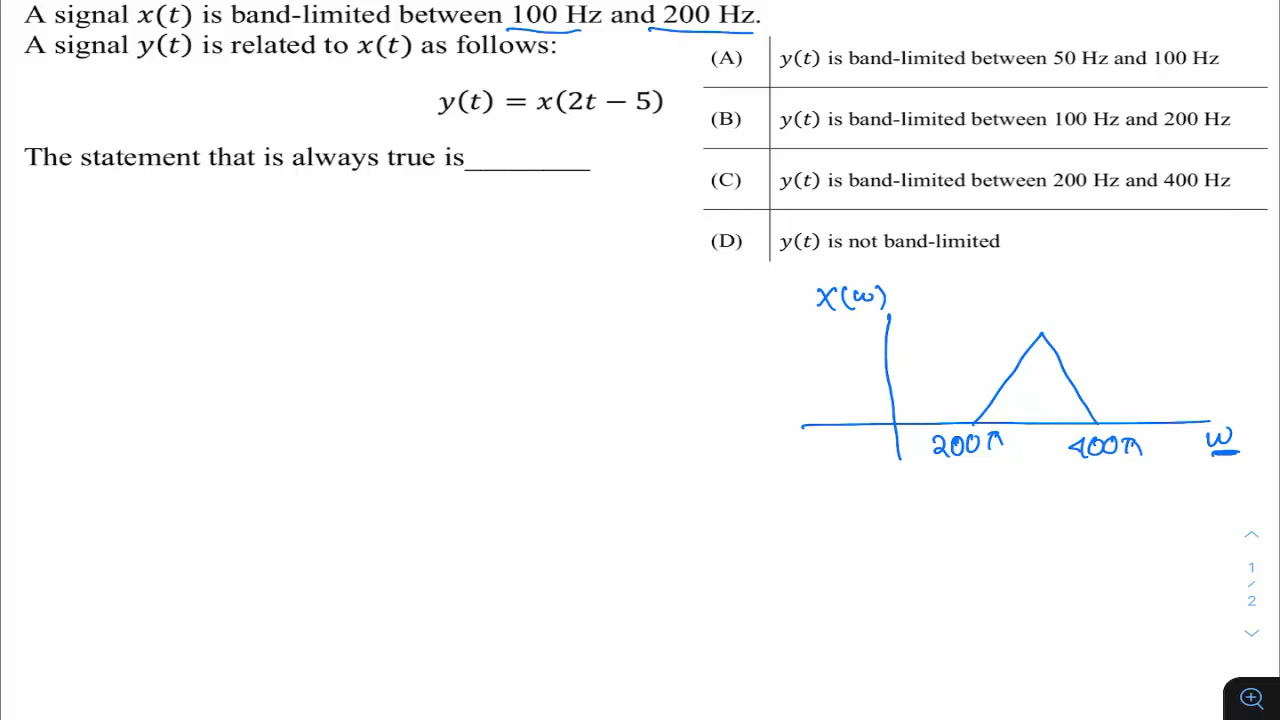 A signal x(t) is band-limited between 100 Hz and 200 Hz.
A signal y(t) is related to x(t) as follows:
y(t) = x(2t − 5)
The statement that is always true is_________
(A) y(t) is band-limited between 50 Hz and 100 Hz
(B) y(t) is band-limited between 100 Hz and 200 Hz
(C) y(t) is band-limited between 200 Hz and 400 Hz
(D) y(t) is not band-limited
X(ω)
200π 400π ω
1
/
2